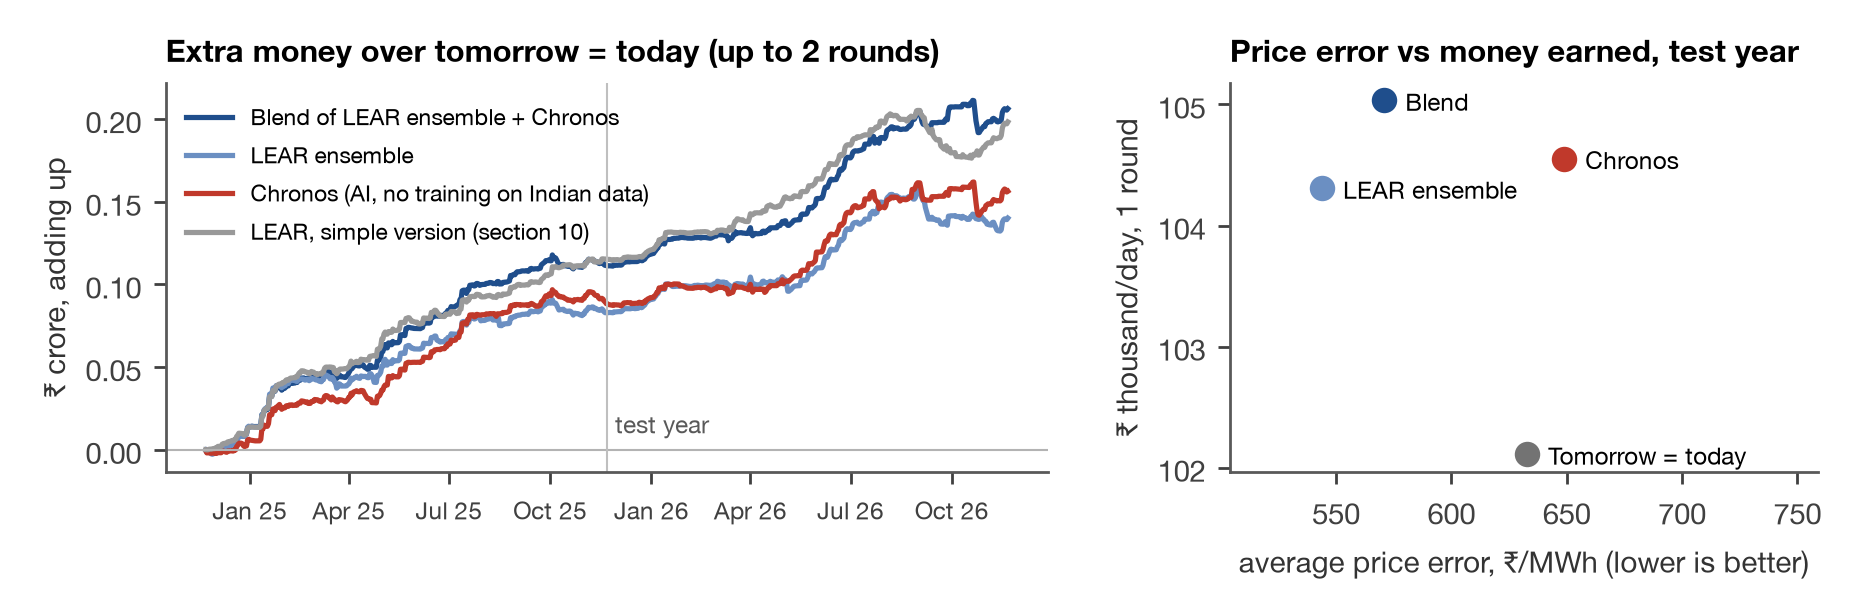 Extra money over tomorrow = today (up to 2 rounds)
₹ crore, adding up
0.20
0.15
0.10
0.05
0.00
Blend of LEAR ensemble + Chronos
LEAR ensemble
Chronos (AI, no training on Indian data)
LEAR, simple version (section 10)
test year
Jan 25 Apr 25 Jul 25 Oct 25 Jan 26 Apr 26 Jul 26 Oct 26
Price error vs money earned, test year
₹ thousand/day, 1 round
105
104
103
102
Blend
Chronos
LEAR ensemble
Tomorrow = today
550 600 650 700 750
average price error, ₹/MWh (lower is better)